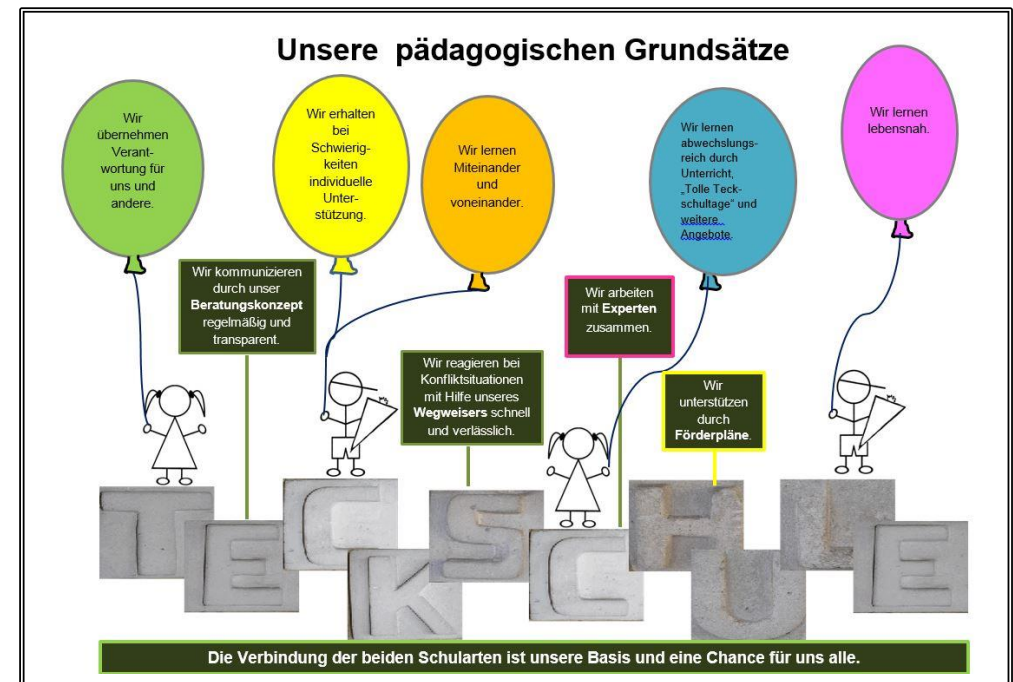 Unsere pädagogischen Grundsätze
Wir
übernehmen
Verant-
wortung für
uns und
andere.
Wir erhalten
bei
Schwierig-
keiten
individuelle
Unter-
stützung.
Wir lernen
Miteinander
und
voneinander.
Wir lernen
abwechslungs-
reich durch
Unterricht,
„Tolle Teck-
schultage“ und
weitere..
Angebote.
Wir lernen
lebensnah.
Wir kommunizieren
durch unser
Beratungskonzept
regelmäßig und
transparent.
Wir reagieren bei
Konfliktsituationen
mit Hilfe unseres
Wegweisers schnell
und verlässlich.
Wir arbeiten
mit Experten
zusammen.
Wir
unterstützen
durch
Förderpläne.
TECKSCHULE
Die Verbindung der beiden Schularten ist unsere Basis und eine Chance für uns alle.